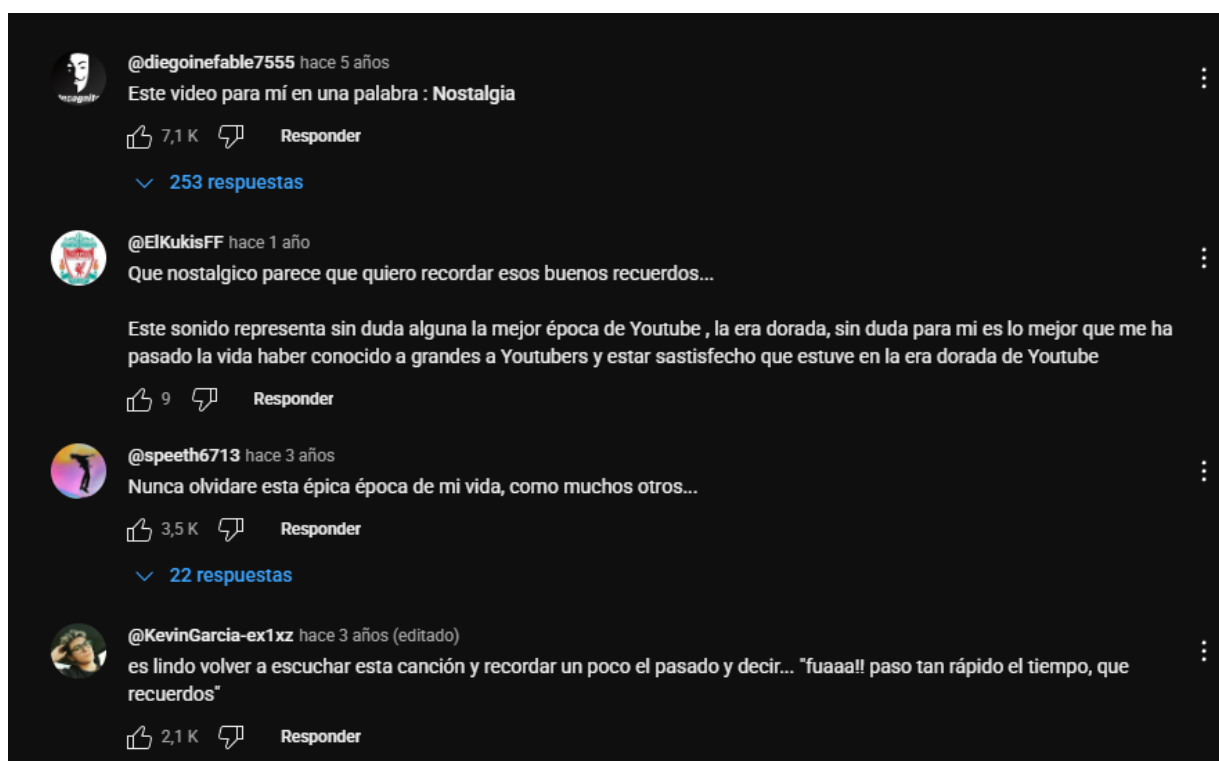 @diegoinefable7555 hace 5 años
Este video para mí en una palabra : Nostalgia
7,1 K Responder
253 respuestas
@ElKukisFF hace 1 año
Que nostalgico parece que quiero recordar esos buenos recuerdos...
Este sonido representa sin duda alguna la mejor época de Youtube , la era dorada, sin duda para mi es lo mejor que me ha
pasado la vida haber conocido a grandes a Youtubers y estar sastisfecho que estuve en la era dorada de Youtube
9 Responder
@speeth6713 hace 3 años
Nunca olvidare esta épica época de mi vida, como muchos otros...
3,5 K Responder
22 respuestas
@KevinGarcia-ex1xz hace 3 años (editado)
es lindo volver a escuchar esta canción y recordar un poco el pasado y decir... "fuaaa!! paso tan rápido el tiempo, que
recuerdos"
2,1 K Responder